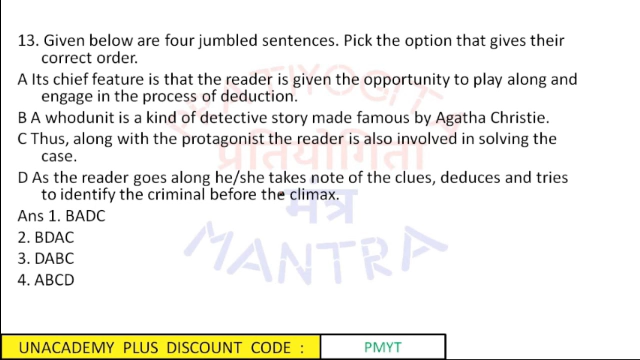 13. Given below are four jumbled sentences. Pick the option that gives their
correct order.
A Its chief feature is that the reader is given the opportunity to play along and
engage in the process of deduction.
B A whodunit is a kind of detective story made famous by Agatha Christie.
C Thus, along with the protagonist the reader is also involved in solving the
case.
D As the reader goes along he/she takes note of the clues, deduces and tries
to identify the criminal before the climax.
Ans 1. BADC
2. BDAC
3. DABC
4. ABCD
PRATIYOGITA
प्रतियोगिता
मंत्र
MANTRA
UNACADEMY PLUS DISCOUNT CODE :
PMYT